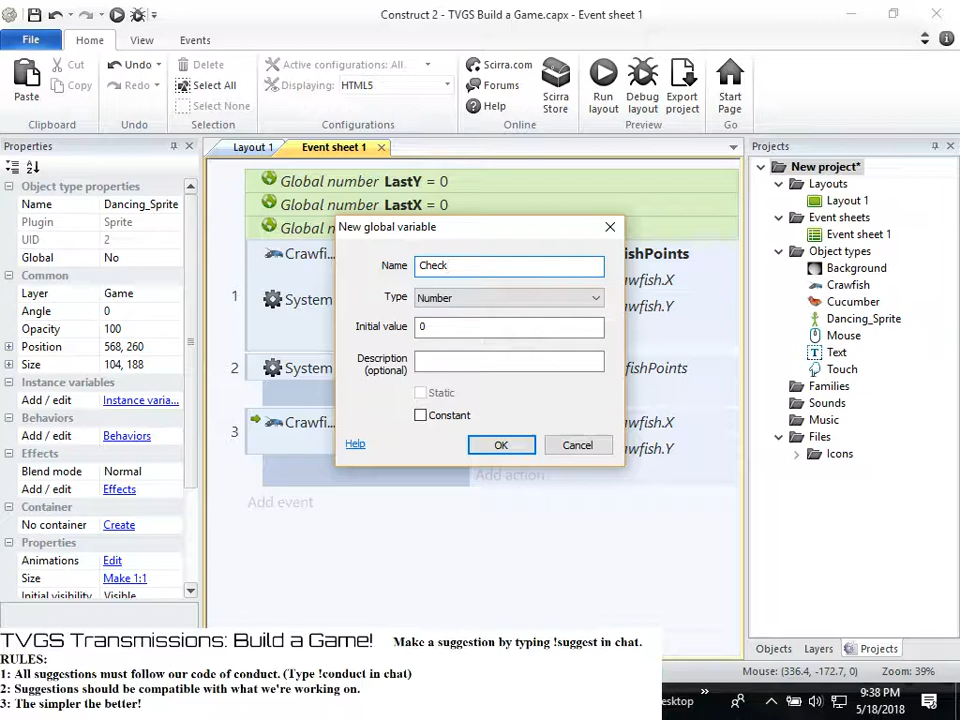 Construct 2 - TVGS Build a Game.capx - Event sheet 1
File Home View Events
Paste
Cut
Copy
Clipboard
Undo
Redo
Undo
Delete
Select All
Select None
Selection
Active configurations: All
Displaying: HTML5
Configurations
Scirra.com
Forums
Help
Scirra Store
Online
Run layout
Debug layout
Export project
Preview
Start Page
Go
Properties
Object type properties
Name Dancing_Sprite
Plugin Sprite
UID 2
Global No
Common
Layer Game
Angle 0
Opacity 100
Position 568, 260
Size 104, 188
Instance variables
Add / edit Instance varia...
Behaviors
Add / edit Behaviors
Effects
Blend mode Normal
Add / edit Effects
Container
No container Create
Properties
Animations Edit
Size Make 1:1
Initial visibility Visible
Layout 1 Event sheet 1
Global number LastY = 0
Global number LastX = 0
Global n
1
Crawfi...
System
fishPoints
awfish.X
awfish.Y
2
System
fishPoints
3
Crawfi...
awfish.X
awfish.Y
Add action...
Add event
New global variable
Name Check
Type Number
Initial value 0
Description (optional)
Static
Constant
Help OK Cancel
Projects
New project*
Layouts
Layout 1
Event sheets
Event sheet 1
Object types
Background
Crawfish
Cucumber
Dancing_Sprite
Mouse
Text
Touch
Families
Sounds
Music
Files
Icons
Objects Layers Projects
Mouse: (336.4, -172.7, 0) Zoom: 39%
TVGS Transmissions: Build a Game! Make a suggestion by typing !suggest in chat.
RULES:
1: All suggestions must follow our code of conduct. (Type !conduct in chat)
2: Suggestions should be compatible with what we're working on.
3: The simpler the better!
esktop
9:38 PM
5/18/2018